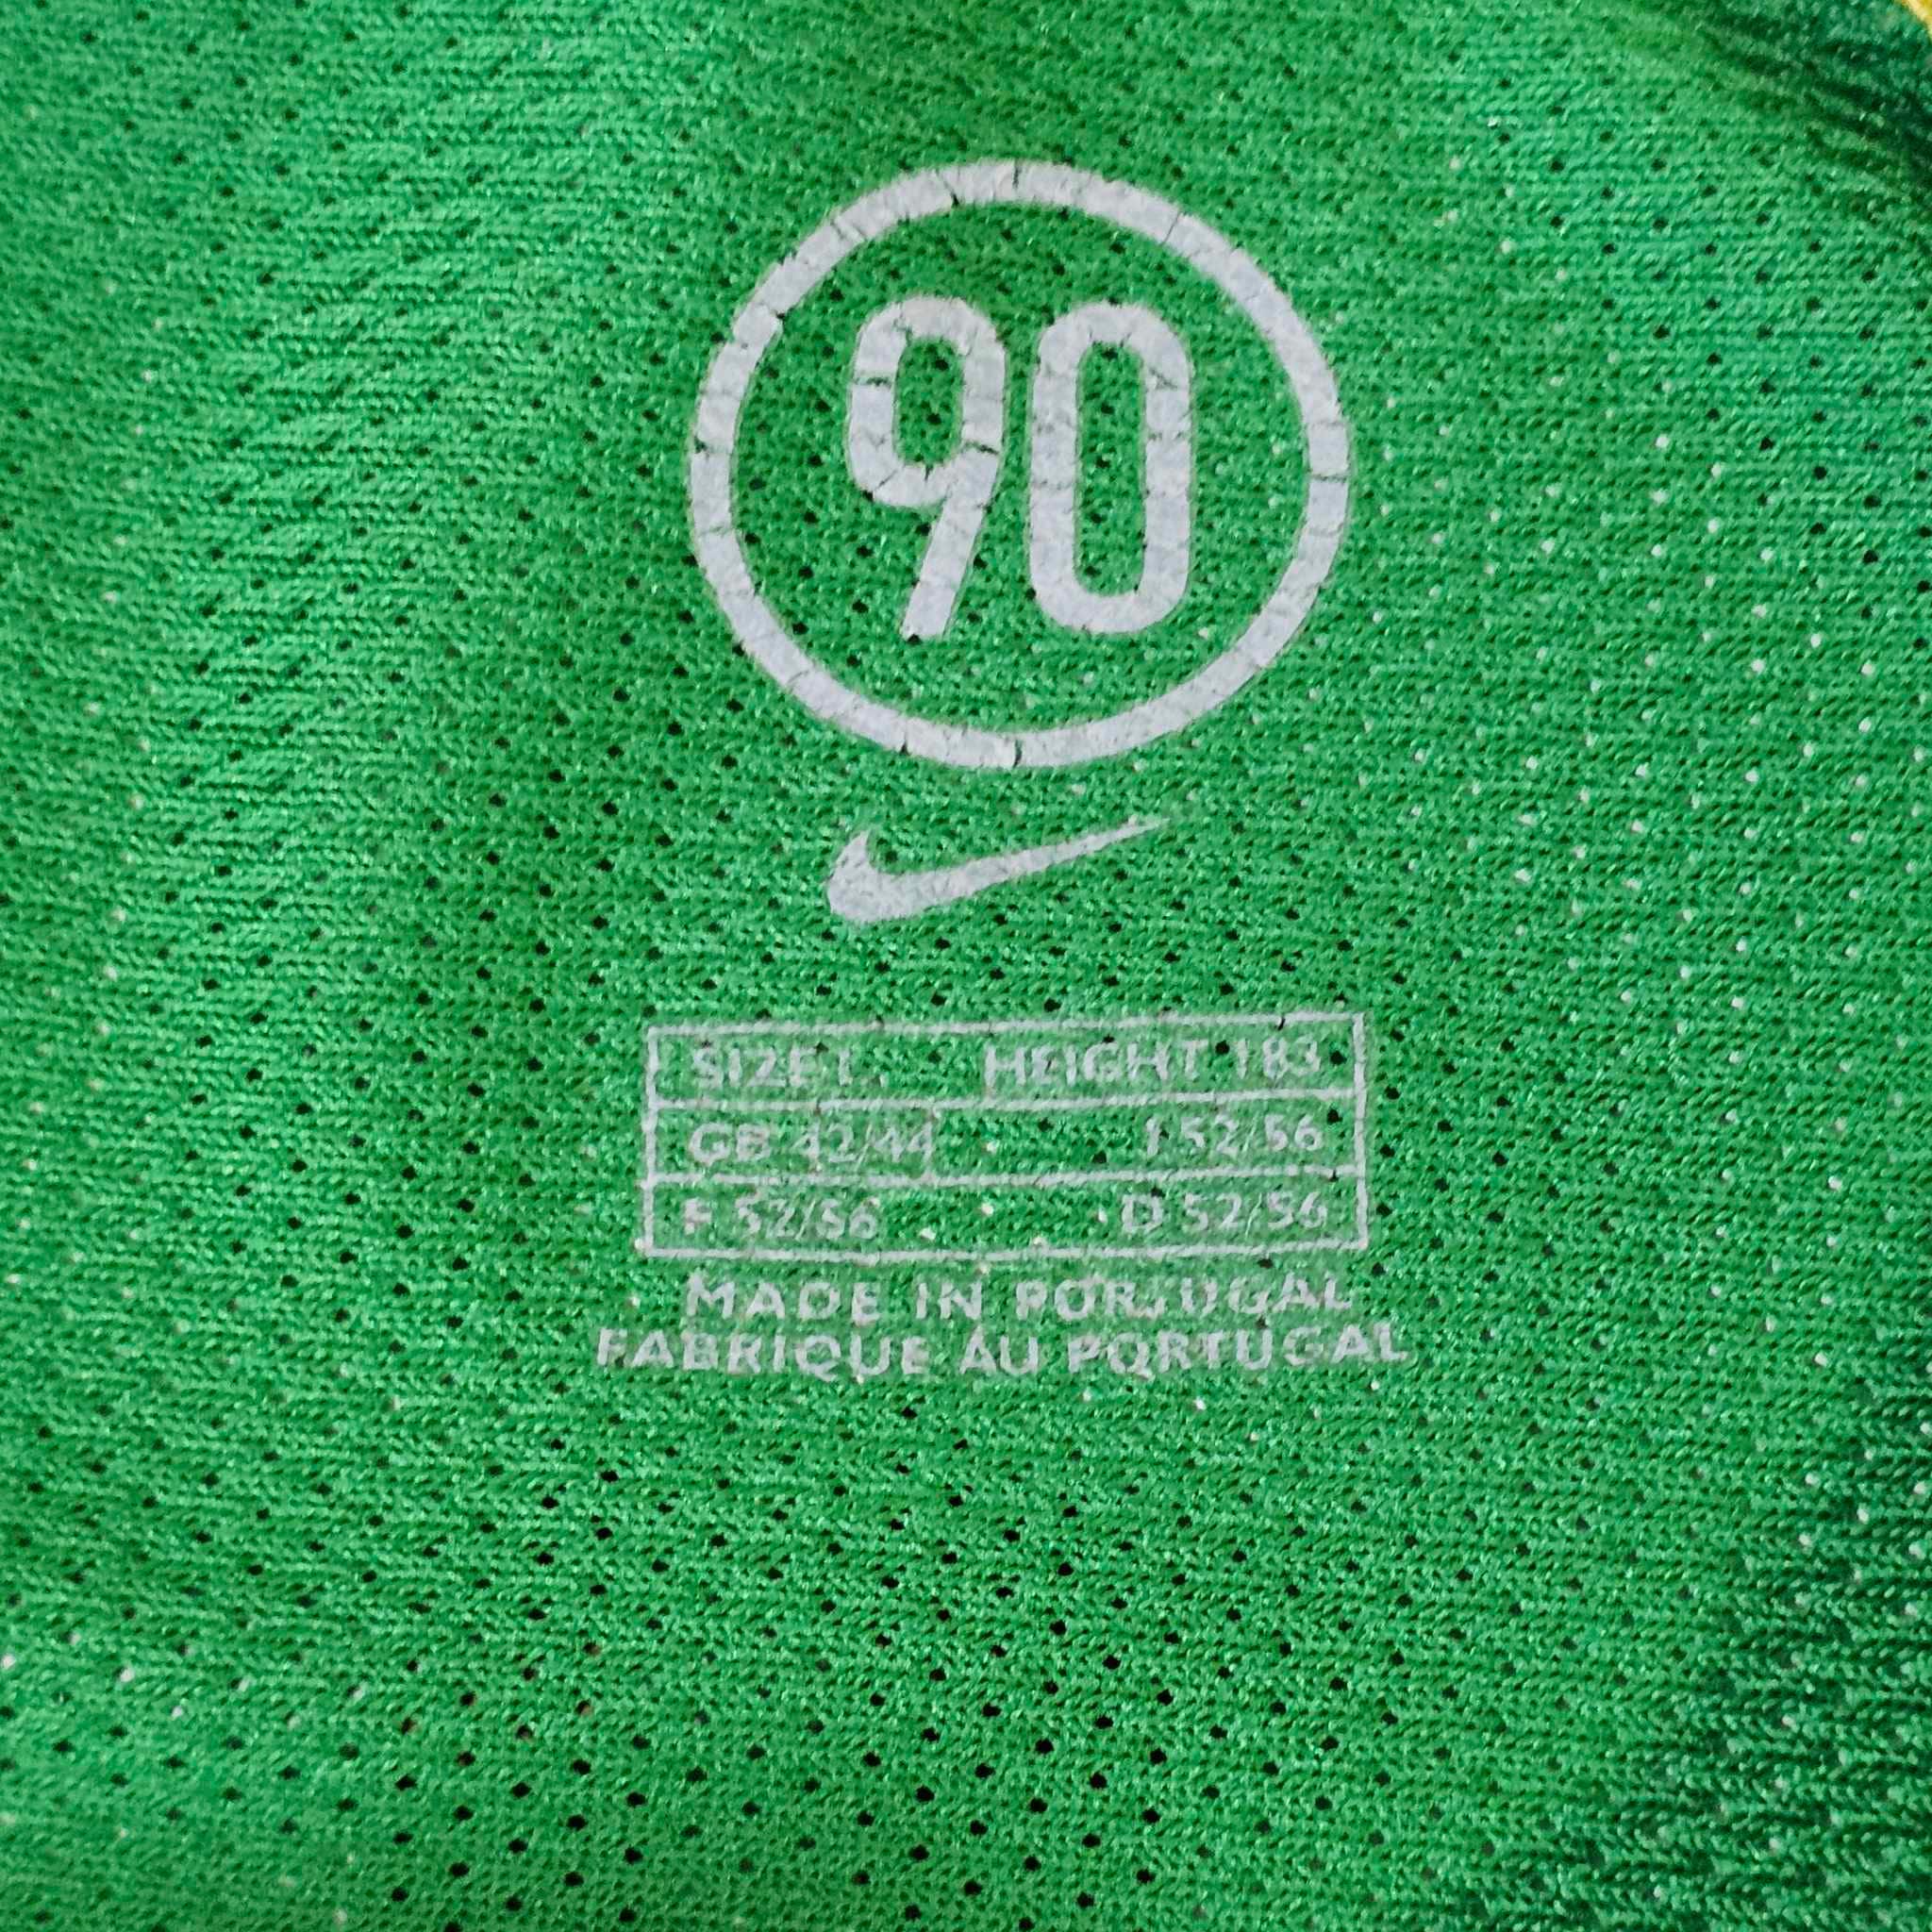 90
SIZE L HEIGHT 183
GB 42/44 I 52/56
F 52/56 D 52/56
MADE IN PORTUGAL
FABRIQUE AU PORTUGAL